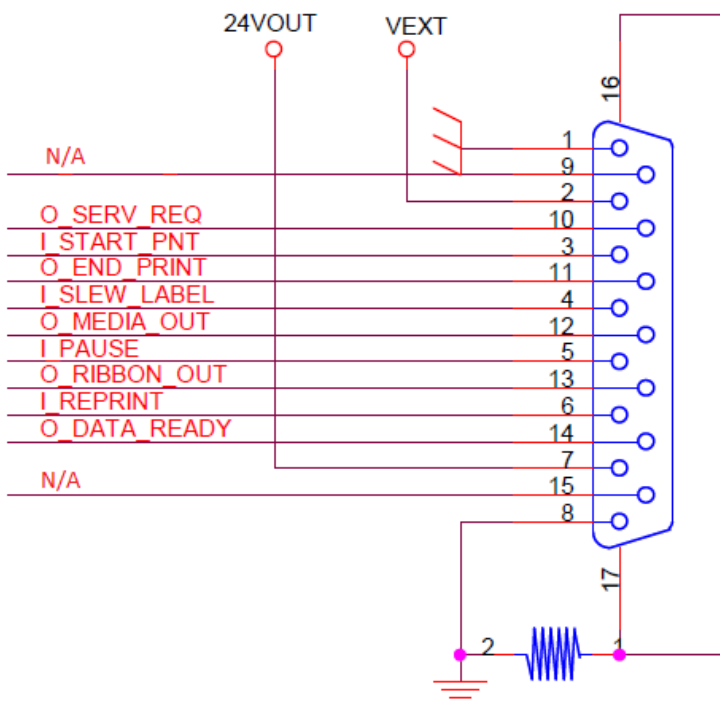 24VOUT VEXT
16
1
N/A
9
2
O_SERV_REQ
10
I_START_PNT
3
O_END_PRINT
11
I_SLEW_LABEL
4
O_MEDIA_OUT
12
I_PAUSE
5
O_RIBBON_OUT
13
I_REPRINT
6
O_DATA_READY
14
7
N/A
15
8
17
2 1